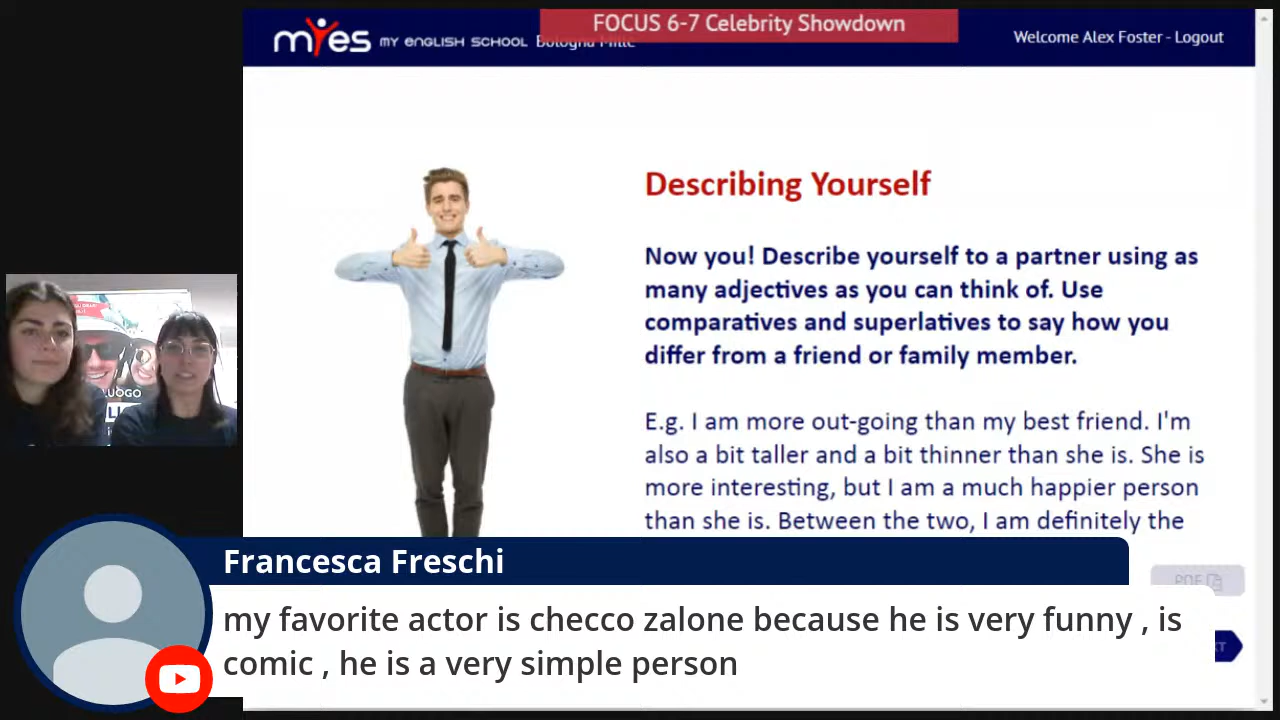 FOCUS 6-7 Celebrity Showdown
myes MY ENGLISH SCHOOL Bologna Mille
Welcome Alex Foster - Logout
Describing Yourself
Now you! Describe yourself to a partner using as
many adjectives as you can think of. Use
comparatives and superlatives to say how you
differ from a friend or family member.
E.g. I am more out-going than my best friend. I'm
also a bit taller and a bit thinner than she is. She is
more interesting, but I am a much happier person
than she is. Between the two, I am definitely the
PDF
LUOGO
Francesca Freschi
my favorite actor is checco zalone because he is very funny , is
comic , he is a very simple person